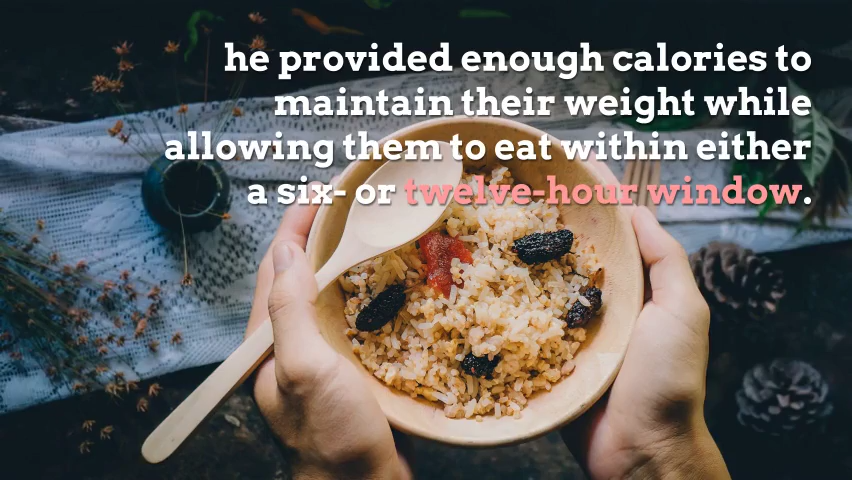 he provided enough calories to
maintain their weight while
allowing them to eat within either
a six- or twelve-hour window.